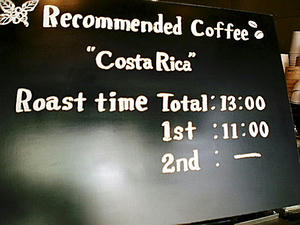 Recommended Coffee
"Costa Rica"
Roast time Total: 13:00
1st : 11:00
2nd : —